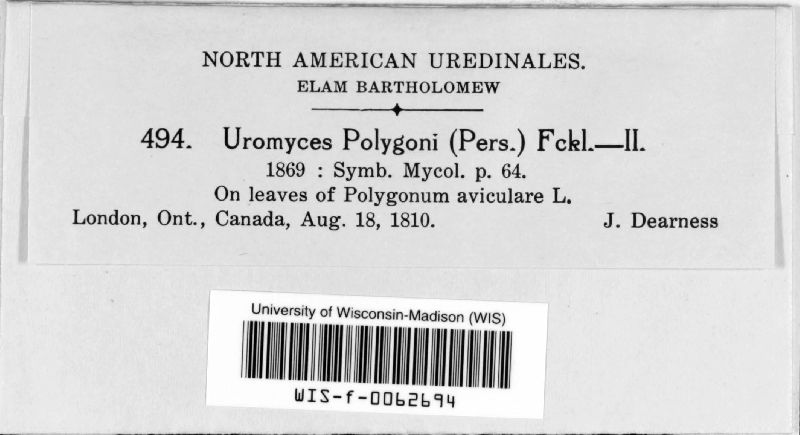 NORTH AMERICAN UREDINALES.
ELAM BARTHOLOMEW
494. Uromyces Polygoni (Pers.) Fckl.—II.
1869 : Symb. Mycol. p. 64.
On leaves of Polygonum aviculare L.
London, Ont., Canada, Aug. 18, 1810. J. Dearness
University of Wisconsin-Madison (WIS)
WIS-f-0062694